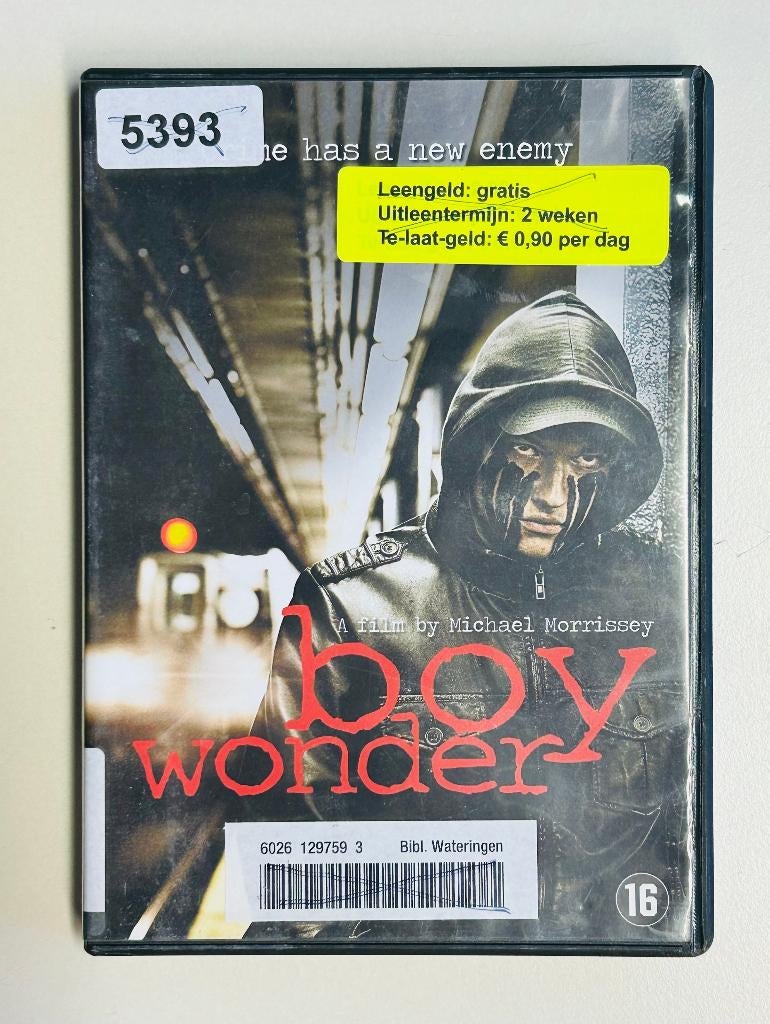 5393
has a new enemy
Leengeld: gratis
Uitleentermijn: 2 weken
Te-laat-geld: € 0,90 per dag
A film by Michael Morrissey
boy
wonder
6026 129759 3 Bibl. Wateringen
16